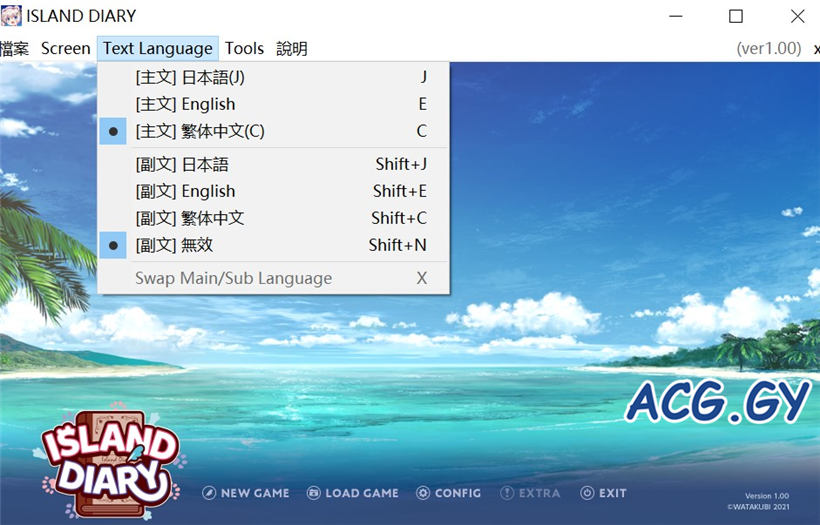 ISLAND DIARY
檔案 Screen Text Language Tools 說明 (ver1.00) x
[主文] 日本語(J) J
[主文] English E
[主文] 繁体中文(C) C
[副文] 日本語 Shift+J
[副文] English Shift+E
[副文] 繁体中文 Shift+C
[副文] 無效 Shift+N
Swap Main/Sub Language X
ACG.GY
ISLAND
DIARY
NEW GAME LOAD GAME CONFIG EXTRA EXIT
Version 1.00
©WATAKUBI 2021